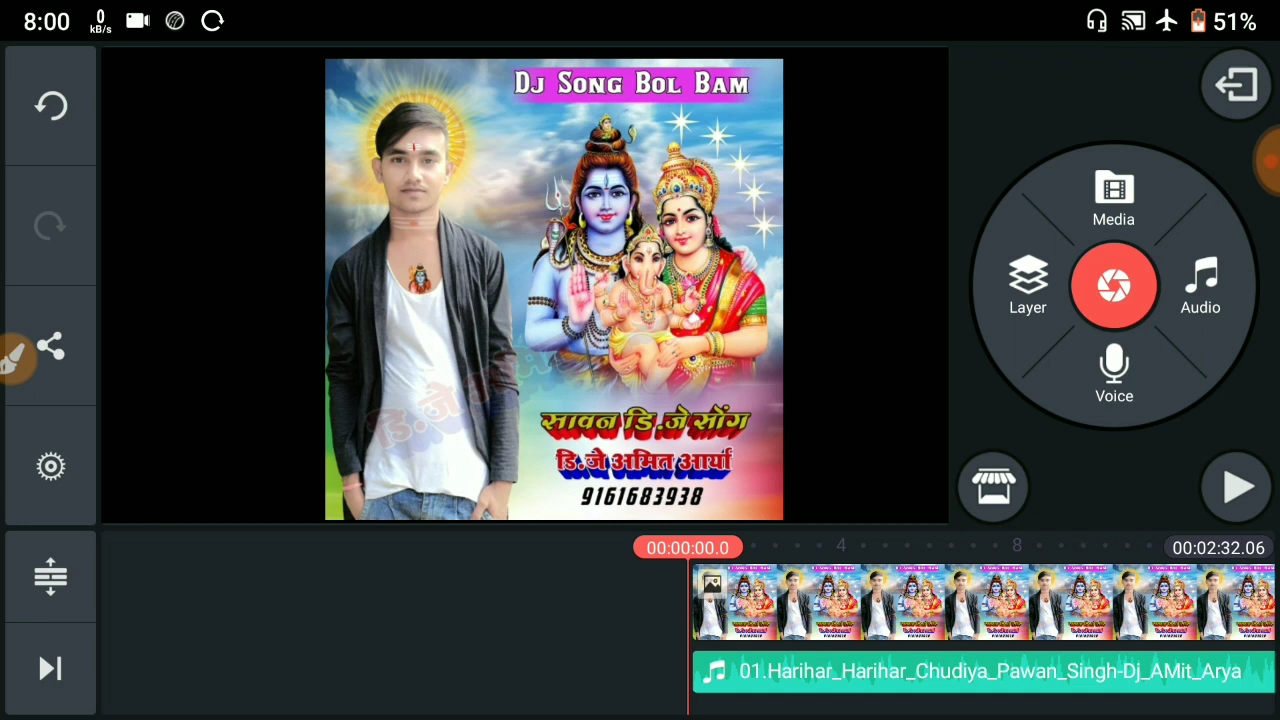 8:00
0
kB/s
51%
DJ SONG BOL BAM
सावन डि.जे सोंग
डि.जे अमित आर्या
9161683938
Media
Layer
Audio
Voice
00:00:00.0
4
8
00:02:32.06
01.Harihar_Harihar_Chudiya_Pawan_Singh-Dj_AMit_Arya